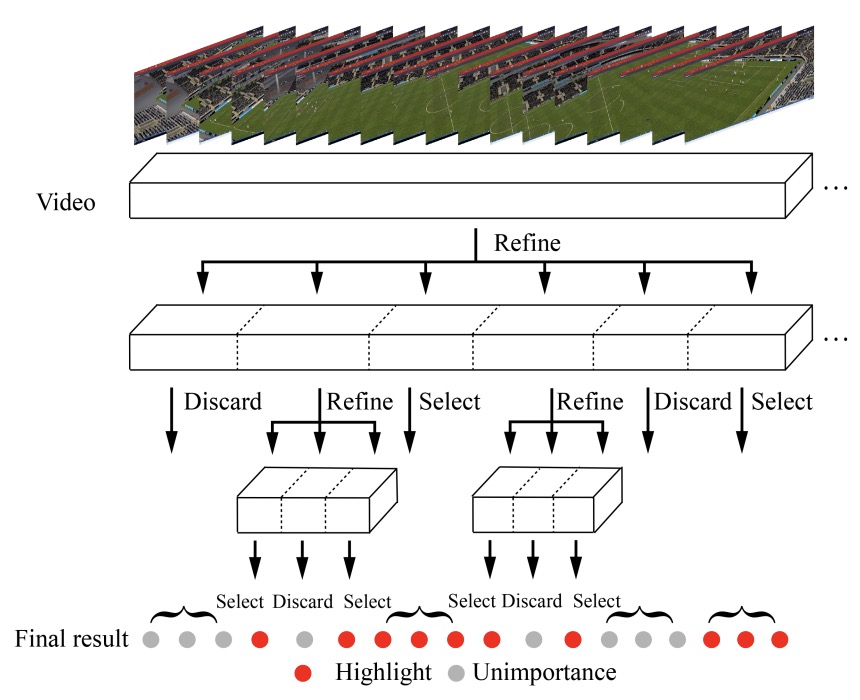 Video
...
Refine
...
Discard Refine Select Refine Discard Select
Select Discard Select Select Discard Select
Final result
Highlight Unimportance